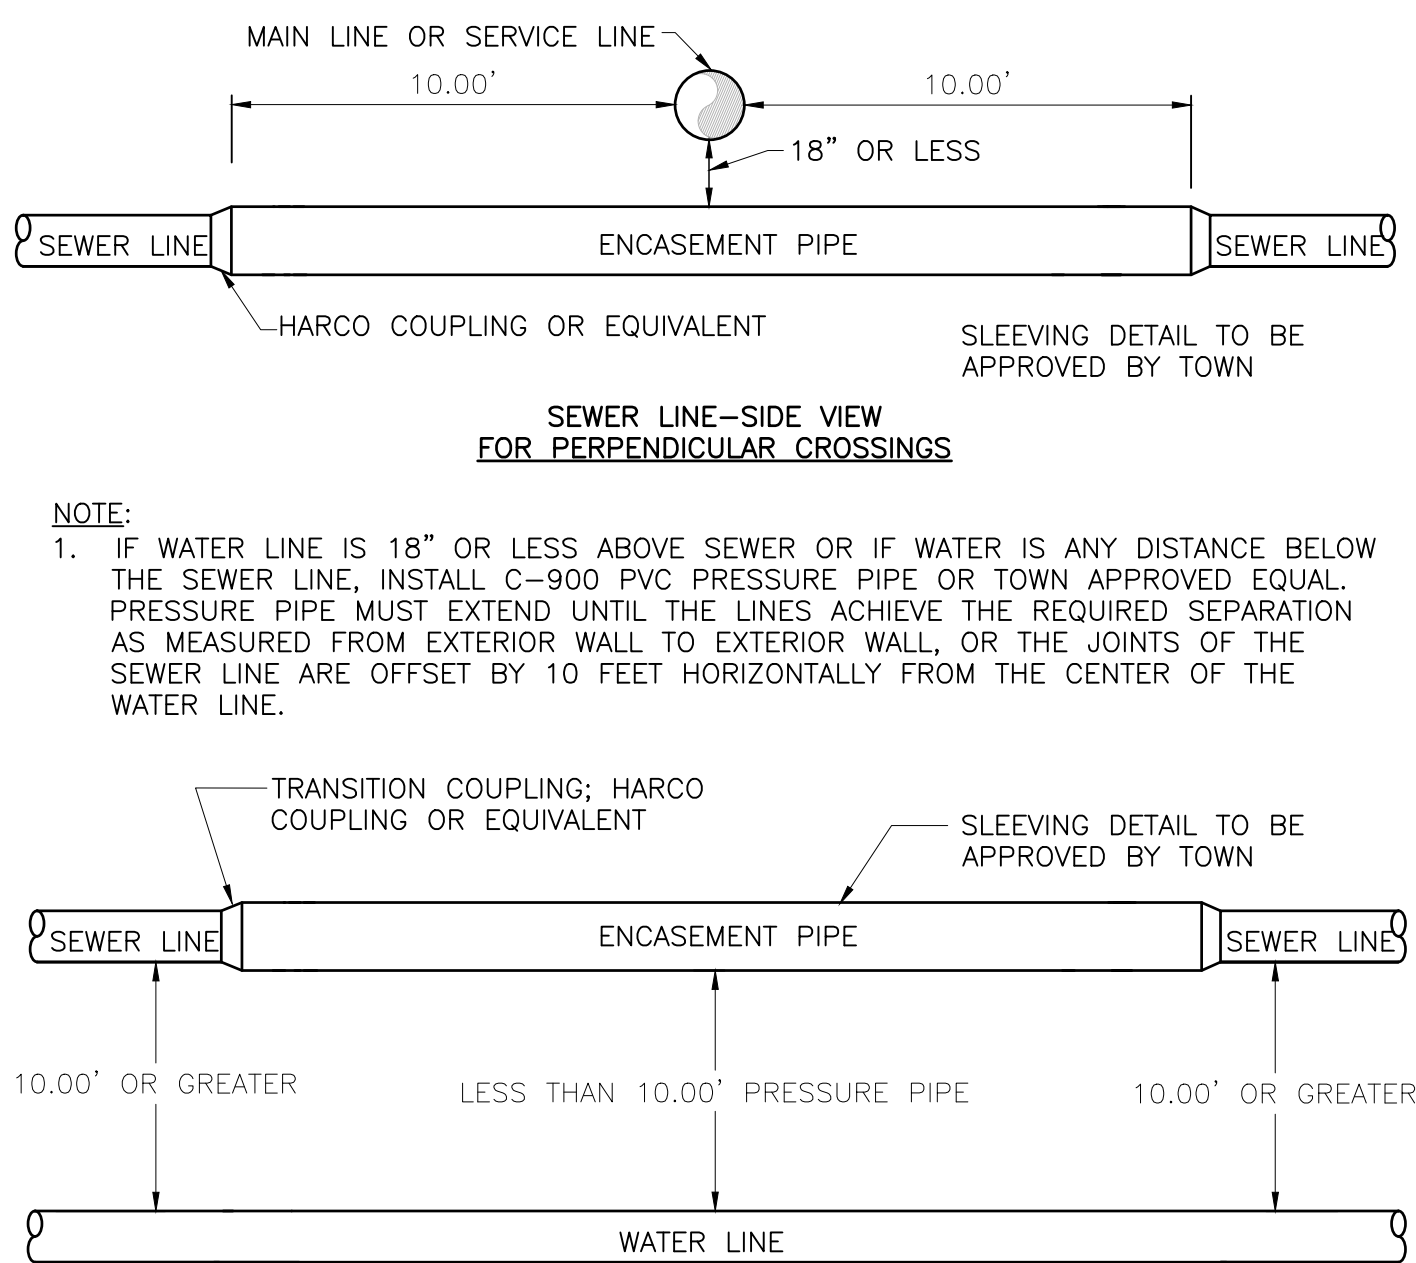 MAIN LINE OR SERVICE LINE
10.00' 10.00'
18" OR LESS
SEWER LINE ENCASEMENT PIPE SEWER LINE
HARCO COUPLING OR EQUIVALENT
SLEEVING DETAIL TO BE
APPROVED BY TOWN
SEWER LINE-SIDE VIEW
FOR PERPENDICULAR CROSSINGS
NOTE:
1. IF WATER LINE IS 18" OR LESS ABOVE SEWER OR IF WATER IS ANY DISTANCE BELOW
THE SEWER LINE, INSTALL C-900 PVC PRESSURE PIPE OR TOWN APPROVED EQUAL.
PRESSURE PIPE MUST EXTEND UNTIL THE LINES ACHIEVE THE REQUIRED SEPARATION
AS MEASURED FROM EXTERIOR WALL TO EXTERIOR WALL, OR THE JOINTS OF THE
SEWER LINE ARE OFFSET BY 10 FEET HORIZONTALLY FROM THE CENTER OF THE
WATER LINE.
TRANSITION COUPLING; HARCO
COUPLING OR EQUIVALENT
SLEEVING DETAIL TO BE
APPROVED BY TOWN
SEWER LINE ENCASEMENT PIPE SEWER LINE
10.00' OR GREATER LESS THAN 10.00' PRESSURE PIPE 10.00' OR GREATER
WATER LINE